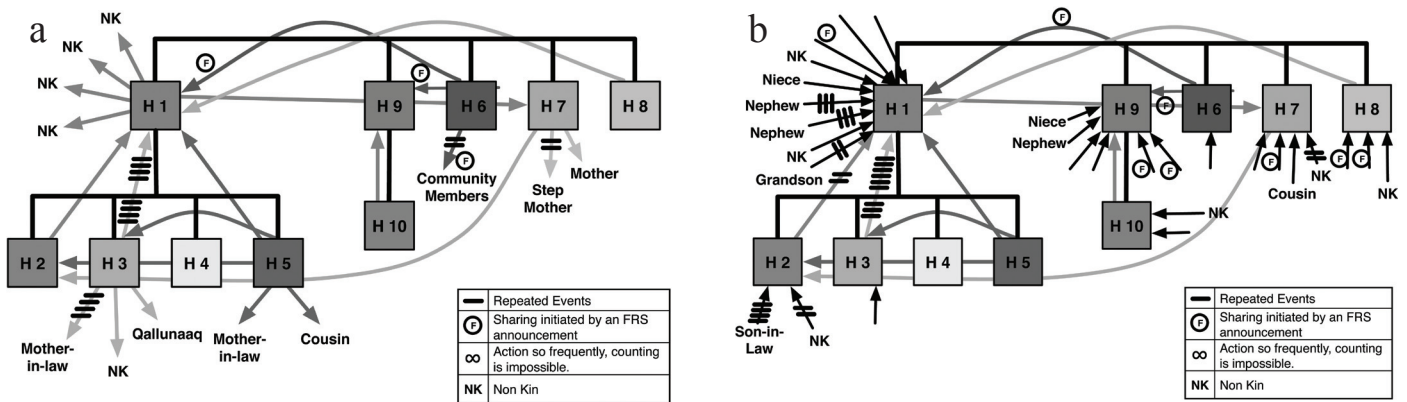 a
NK
NK
NK
NK
F
F
H 1
H 9
H 6
H 7
H 8
F
Community
Members
Step
Mother
Mother
H 10
H 2
H 3
H 4
H 5
Mother-
in-law
NK
Qallunaaq
Mother-
in-law
Cousin
Repeated Events
F
Sharing initiated by an FRS
announcement
∞
Action so frequently, counting
is impossible.
NK
Non Kin
b
F
F
NK
Niece
Nephew
Nephew
NK
Grandson
H 1
H 9
F
H 6
H 7
H 8
Niece
Nephew
F
F
F
Cousin
NK
F
F
NK
H 10
NK
H 2
H 3
H 4
H 5
Son-in-
Law
NK
Repeated Events
F
Sharing initiated by an FRS
announcement
∞
Action so frequently, counting
is impossible.
NK
Non Kin